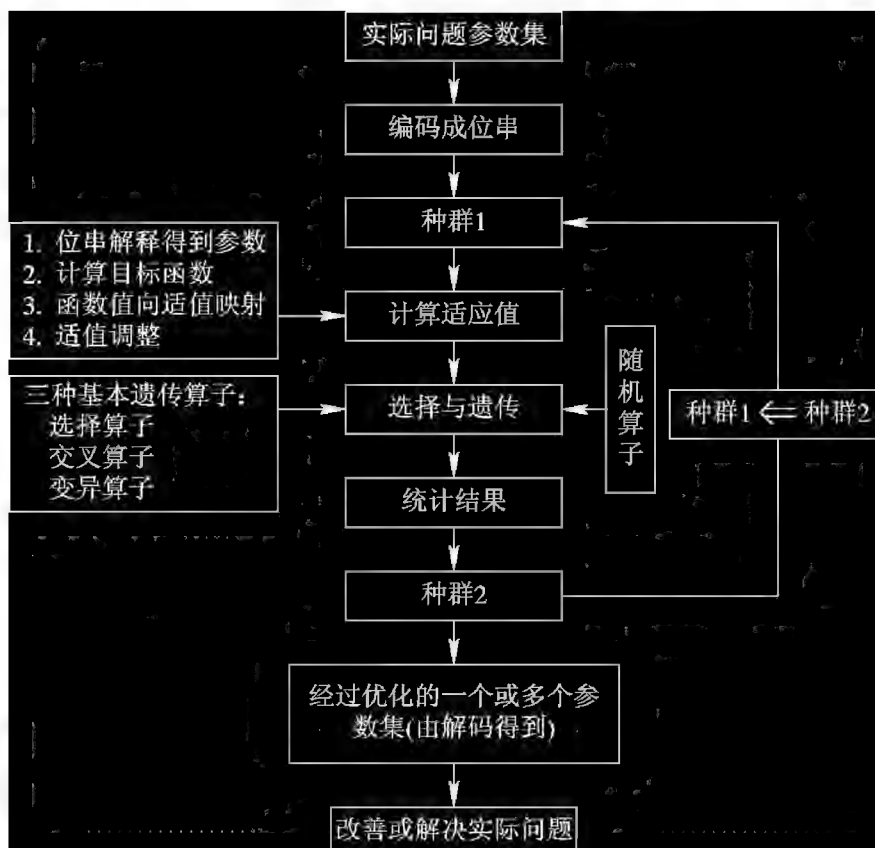 实际问题参数集
编码成位串
种群1
1. 位串解释得到参数
2. 计算目标函数
3. 函数值向适值映射
4. 适值调整
计算适应值
三种基本遗传算子：
选择算子
交叉算子
变异算子
选择与遗传
随机算子
种群1 ⇐ 种群2
统计结果
种群2
经过优化的一个或多个参
数集(由解码得到)
改善或解决实际问题